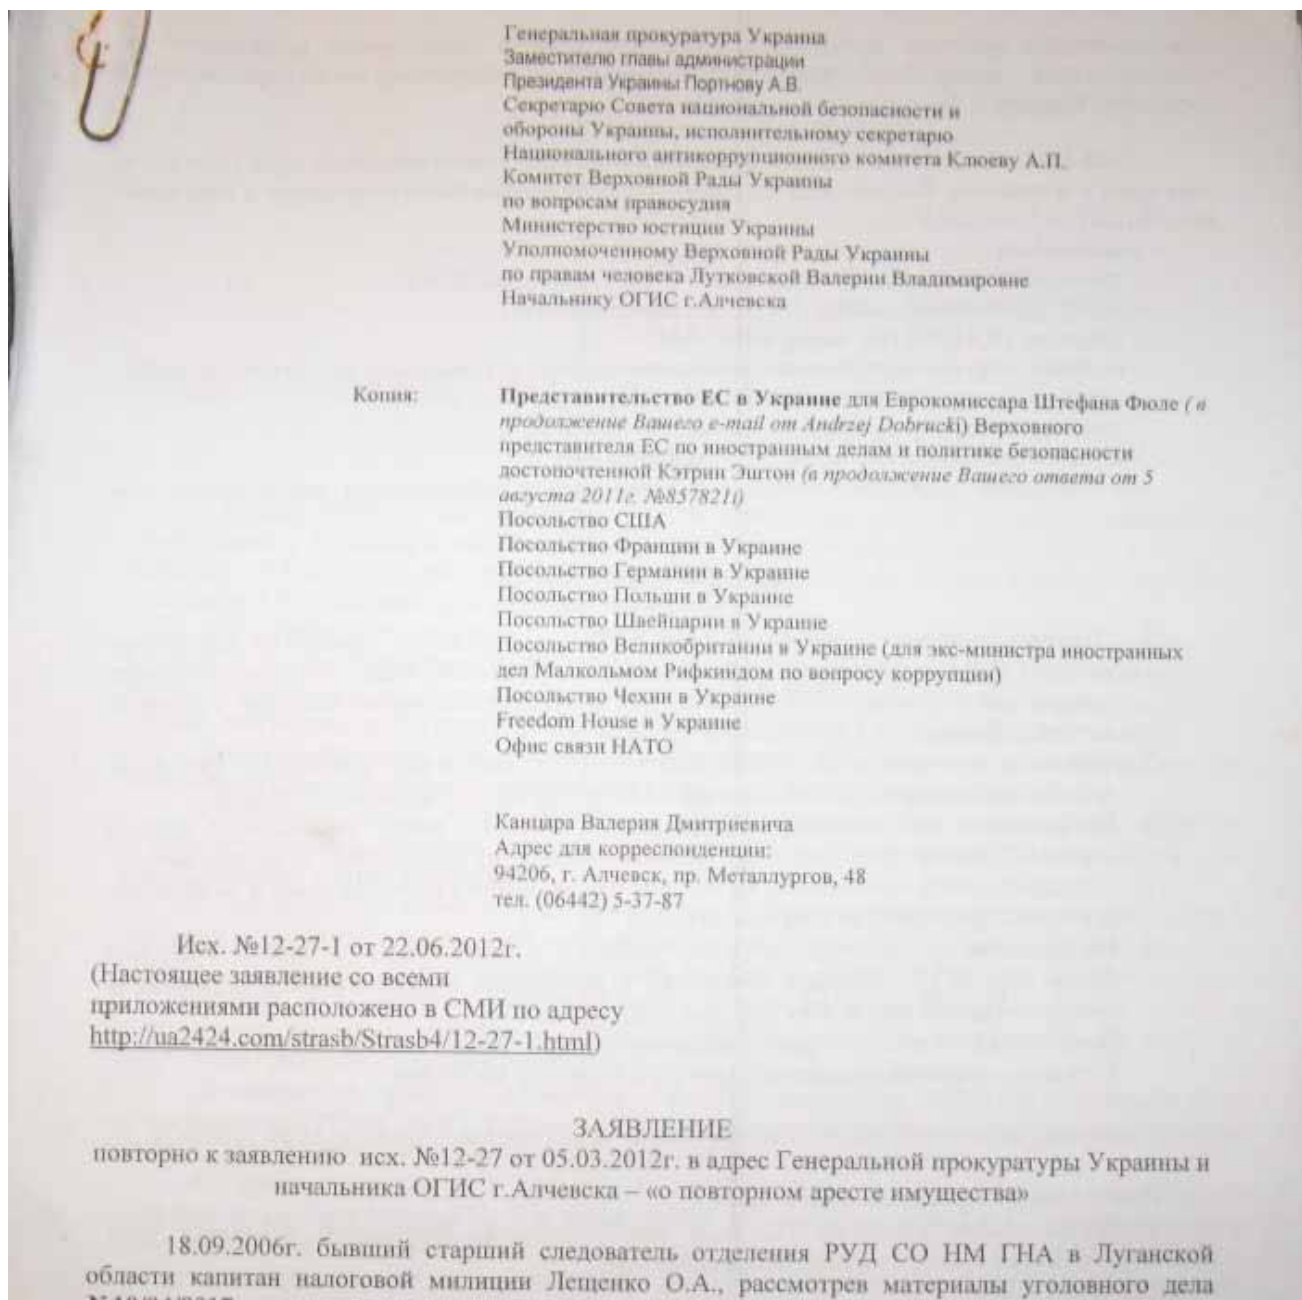 Генеральная прокуратура Украина
Заместителю главы администрации
Президента Украины Портнову А.В.
Секретарю Совета национальной безопасности и
обороны Украины, исполнительному секретарю
Национального антикоррупционного комитета Клюеву А.П.
Комитет Верховной Рады Украины
по вопросам правосудия
Министерство юстиции Украины
Уполномоченному Верховной Рады Украины
по правам человека Лутковской Валерии Владимировне
Начальнику ОГИС г.Алчевска
Копия:
Представительство ЕС в Украине для Еврокомиссара Штефана Фюле ( в
продолжение Вашего e-mail от Andrzej Dobrucki) Верховного
представителя ЕС по иностранным делам и политике безопасности
достопочтенной Кэтрин Эштон (в продолжение Вашего ответа от 5
августа 2011г. №857821i)
Посольство США
Посольство Франции в Украине
Посольство Германии в Украине
Посольство Польши в Украине
Посольство Швейцарии в Украине
Посольство Великобритании в Украине (для экс-министра иностранных
дел Малкольмом Рифкиндом по вопросу коррупции)
Посольство Чехии в Украине
Freedom House в Украине
Офис связи НАТО
Канцара Валерия Дмитриевича
Адрес для корреспонденции:
94206, г. Алчевск, пр. Металлургов, 48
тел. (06442) 5-37-87
Исх. №12-27-1 от 22.06.2012г.
(Настоящее заявление со всеми
приложениями расположено в СМИ по адресу
http://ua2424.com/strasb/Strasb4/12-27-1.html)
ЗАЯВЛЕНИЕ
повторно к заявлению исх. №12-27 от 05.03.2012г. в адрес Генеральной прокуратуры Украины и
начальника ОГИС г.Алчевска – «о повторном аресте имущества»
18.09.2006г. бывший старший следователь отделения РУД СО НМ ГНА в Луганской
области капитан налоговой милиции Лещенко О.А., рассмотрев материалы уголовного дела